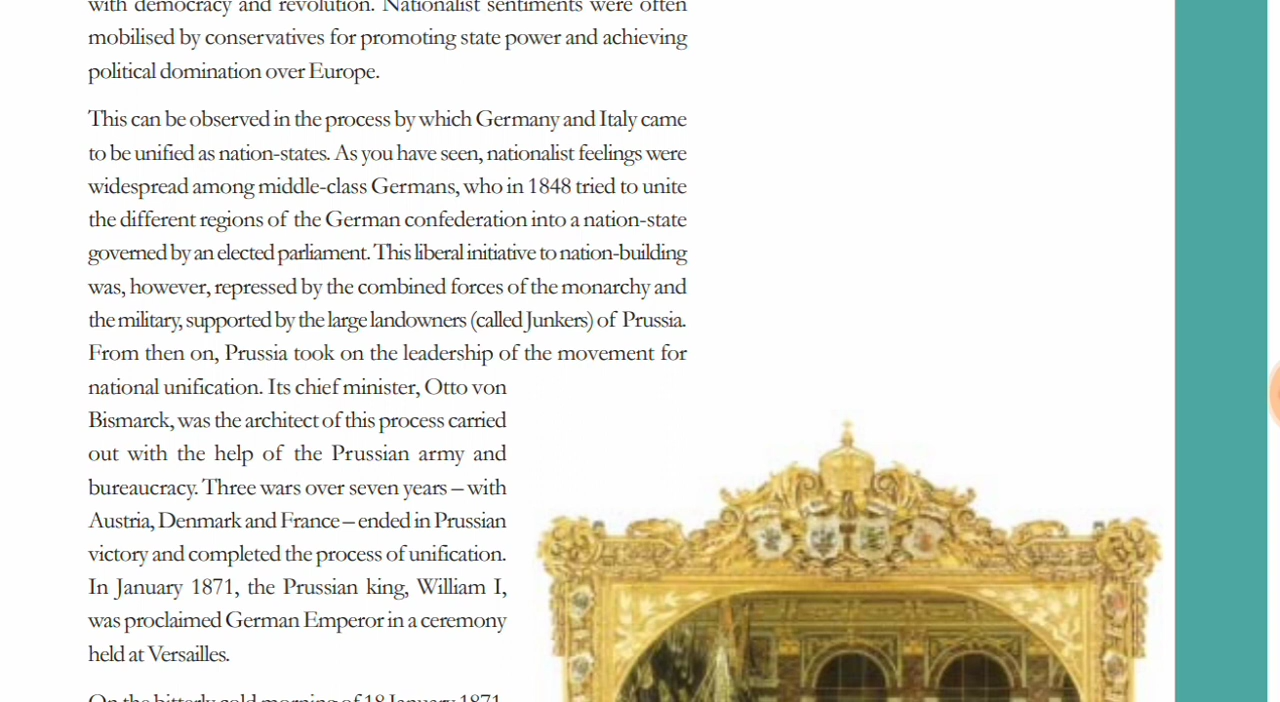 with democracy and revolution. Nationalist sentiments were often
mobilised by conservatives for promoting state power and achieving
political domination over Europe.
This can be observed in the process by which Germany and Italy came
to be unified as nation-states. As you have seen, nationalist feelings were
widespread among middle-class Germans, who in 1848 tried to unite
the different regions of the German confederation into a nation-state
governed by an elected parliament. This liberal initiative to nation-building
was, however, repressed by the combined forces of the monarchy and
the military, supported by the large landowners (called Junkers) of Prussia.
From then on, Prussia took on the leadership of the movement for
national unification. Its chief minister, Otto von
Bismarck, was the architect of this process carried
out with the help of the Prussian army and
bureaucracy. Three wars over seven years – with
Austria, Denmark and France – ended in Prussian
victory and completed the process of unification.
In January 1871, the Prussian king, William I,
was proclaimed German Emperor in a ceremony
held at Versailles.
On the bitterly cold morning of 18 January 1871,